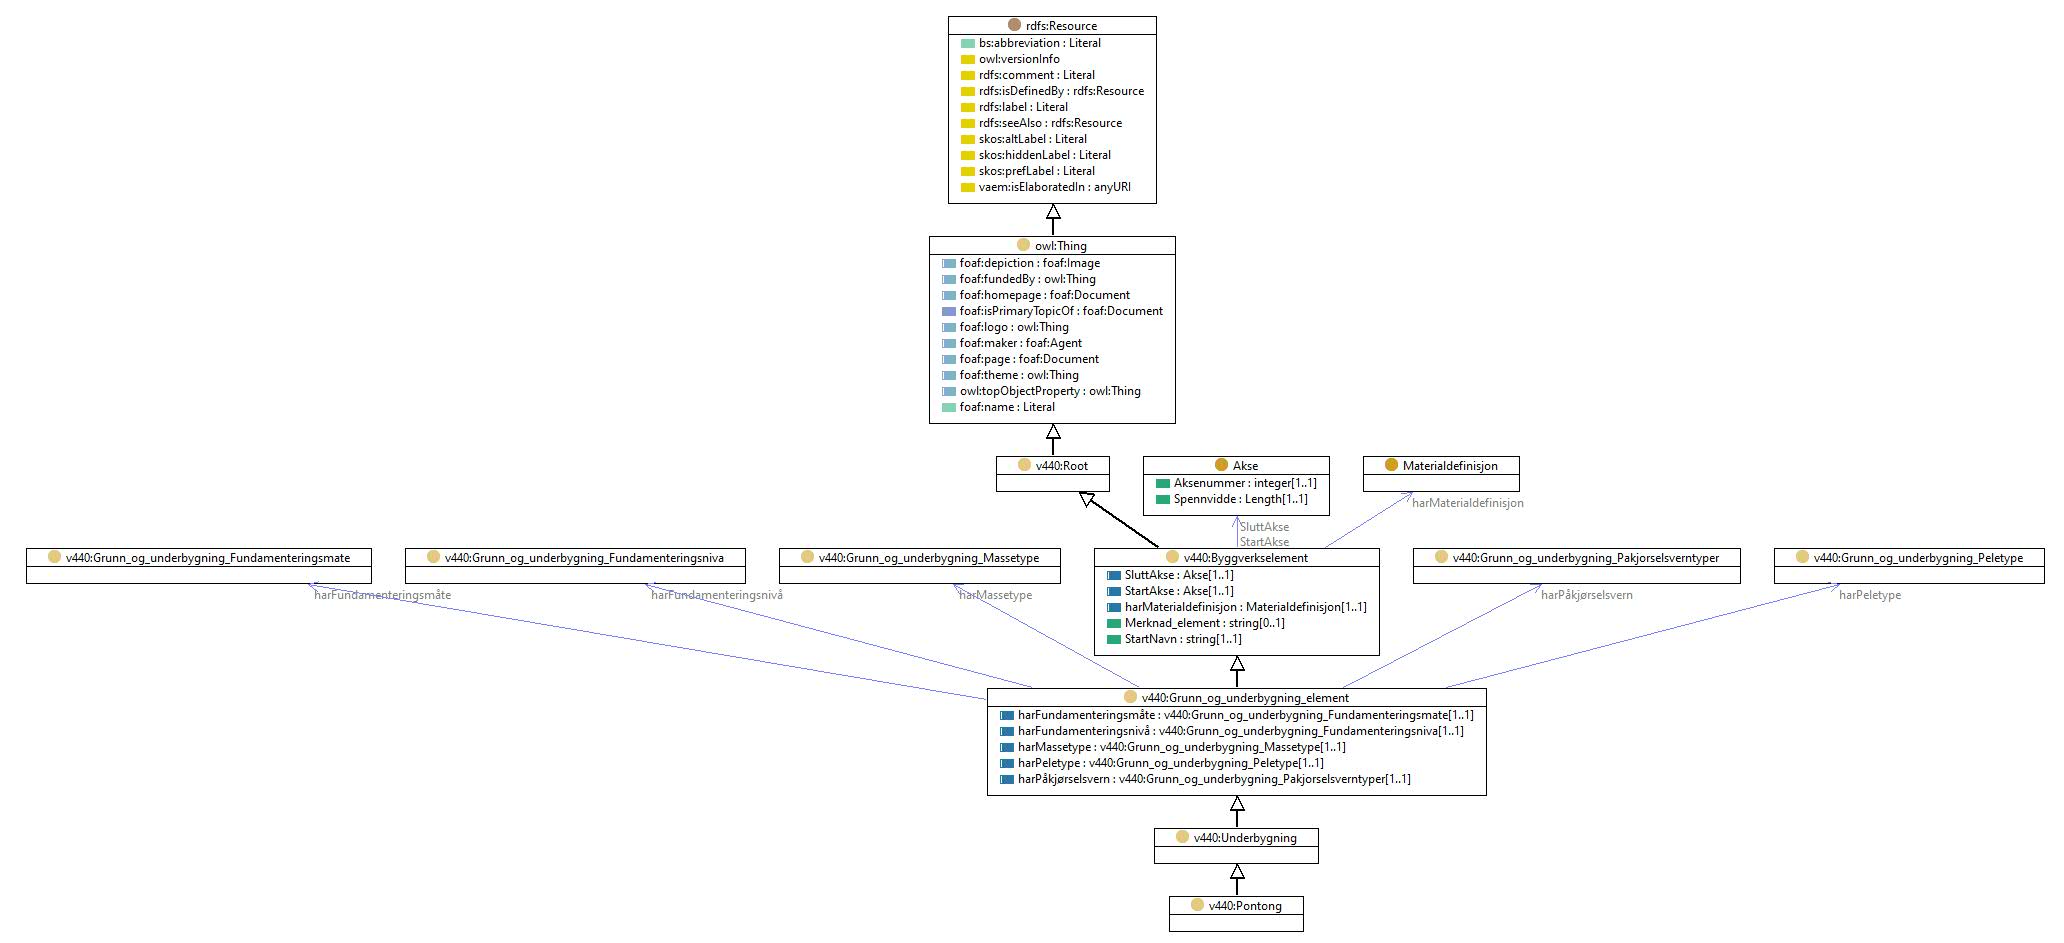 rdfs:Resource
bs:abbreviation : Literal
owl:versionInfo
rdfs:comment : Literal
rdfs:isDefinedBy : rdfs:Resource
rdfs:label : Literal
rdfs:seeAlso : rdfs:Resource
skos:altLabel : Literal
skos:hiddenLabel : Literal
skos:prefLabel : Literal
vaem:isElaboratedIn : anyURI
owl:Thing
foaf:depiction : foaf:Image
foaf:fundedBy : owl:Thing
foaf:homepage : foaf:Document
foaf:isPrimaryTopicOf : foaf:Document
foaf:logo : owl:Thing
foaf:maker : foaf:Agent
foaf:page : foaf:Document
foaf:theme : owl:Thing
owl:topObjectProperty : owl:Thing
foaf:name : Literal
v440:Root
Akse
Aksenummer : integer[1..1]
Spennvidde : Length[1..1]
Materialdefinisjon
harMaterialdefinisjon
SluttAkse
StartAkse
v440:Grunn_og_underbygning_Fundamenteringsmate
v440:Grunn_og_underbygning_Fundamenteringsniva
v440:Grunn_og_underbygning_Massetype
v440:Byggverkselement
SluttAkse : Akse[1..1]
StartAkse : Akse[1..1]
harMaterialdefinisjon : Materialdefinisjon[1..1]
Merknad_element : string[0..1]
StartNavn : string[1..1]
v440:Grunn_og_underbygning_Pakjorselsverntyper
v440:Grunn_og_underbygning_Peletype
harFundamenteringsmåte
harFundamenteringsnivå
harMassetype
harPåkjørselsvern
harPeletype
v440:Grunn_og_underbygning_element
harFundamenteringsmåte : v440:Grunn_og_underbygning_Fundamenteringsmate[1..1]
harFundamenteringsnivå : v440:Grunn_og_underbygning_Fundamenteringsniva[1..1]
harMassetype : v440:Grunn_og_underbygning_Massetype[1..1]
harPeletype : v440:Grunn_og_underbygning_Peletype[1..1]
harPåkjørselsvern : v440:Grunn_og_underbygning_Pakjorselsverntyper[1..1]
v440:Underbygning
v440:Pontong